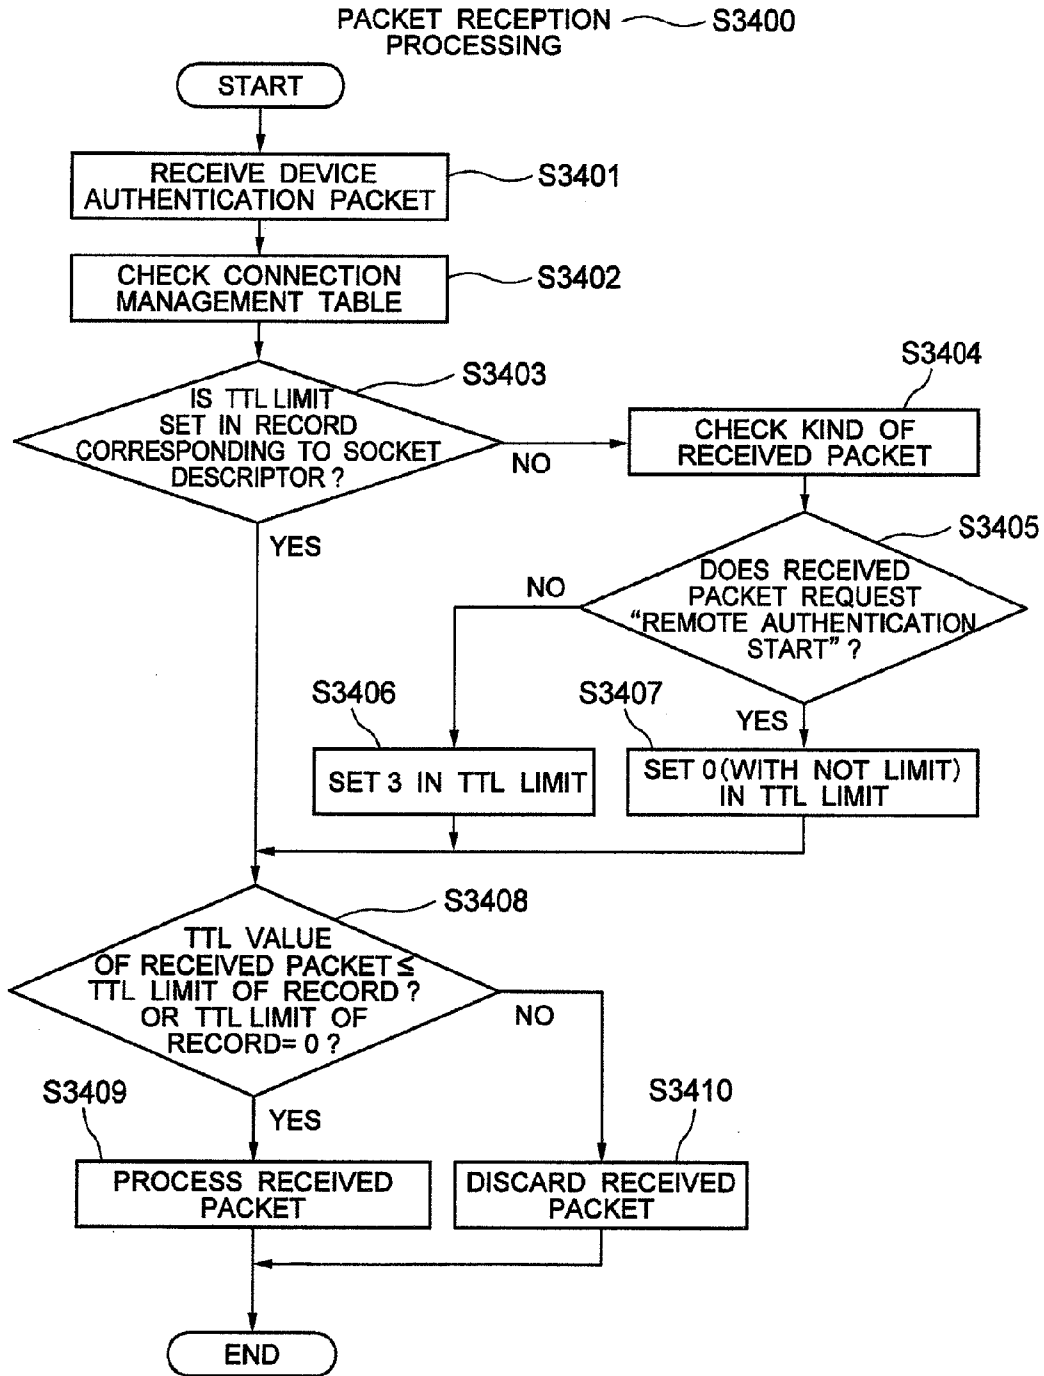 PACKET RECEPTION
PROCESSING
S3400
START
RECEIVE DEVICE
AUTHENTICATION PACKET
S3401
CHECK CONNECTION
MANAGEMENT TABLE
S3402
IS TTL LIMIT
SET IN RECORD
CORRESPONDING TO SOCKET
DESCRIPTOR ?
S3403
NO
YES
S3404
CHECK KIND OF
RECEIVED PACKET
S3405
DOES RECEIVED
PACKET REQUEST
“REMOTE AUTHENTICATION
START” ?
NO
YES
S3406
SET 3 IN TTL LIMIT
S3407
SET 0 (WITH NOT LIMIT)
IN TTL LIMIT
S3408
TTL VALUE
OF RECEIVED PACKET ≤
TTL LIMIT OF RECORD ?
OR TTL LIMIT OF
RECORD= 0 ?
NO
YES
S3409
PROCESS RECEIVED
PACKET
S3410
DISCARD RECEIVED
PACKET
END